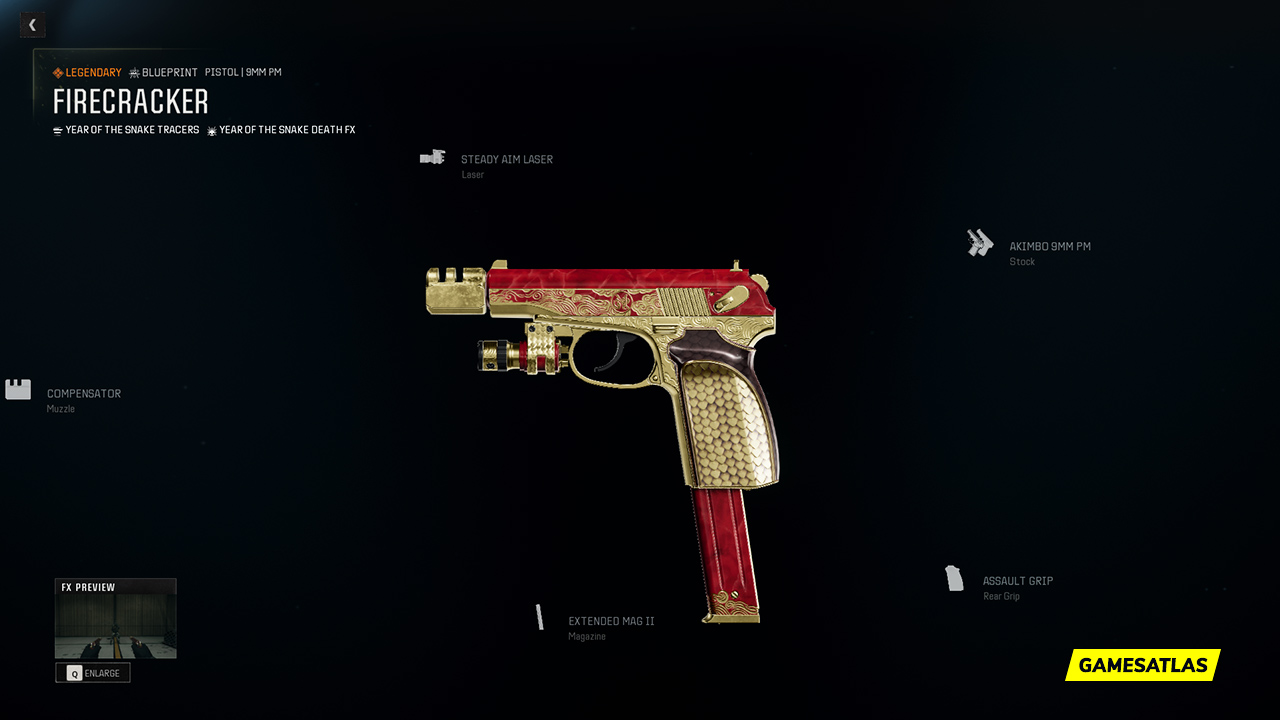 LEGENDARY BLUEPRINT PISTOL | 9MM PM
FIRECRACKER
YEAR OF THE SNAKE TRACERS YEAR OF THE SNAKE DEATH FX
STEADY AIM LASER
Laser
AKIMBO 9MM PM
Stock
COMPENSATOR
Muzzle
ASSAULT GRIP
Rear Grip
EXTENDED MAG II
Magazine
FX PREVIEW
Q ENLARGE
GAMESATLAS